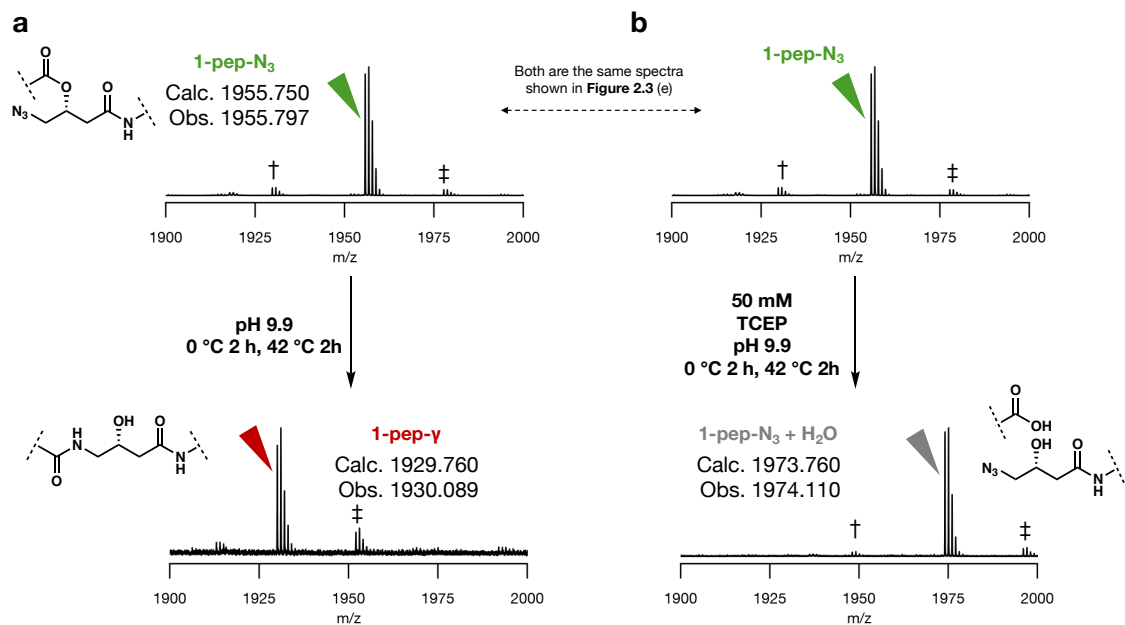 a
b
O
O
O
N3
N
H
1-pep-N3
Calc. 1955.750
Obs. 1955.797
†
‡
1900 1925 1950 1975 2000
m/z
Both are the same spectra
shown in Figure 2.3 (e)
1-pep-N3
†
‡
1900 1925 1950 1975 2000
m/z
pH 9.9
0 °C 2 h, 42 °C 2h
50 mM
TCEP
pH 9.9
0 °C 2 h, 42 °C 2h
H
N
OH
O
O
N
H
1-pep-γ
Calc. 1929.760
Obs. 1930.089
‡
1900 1925 1950 1975 2000
m/z
1-pep-N3 + H2O
Calc. 1973.760
Obs. 1974.110
†
‡
O
OH
OH
O
N3
N
H
1900 1925 1950 1975 2000
m/z